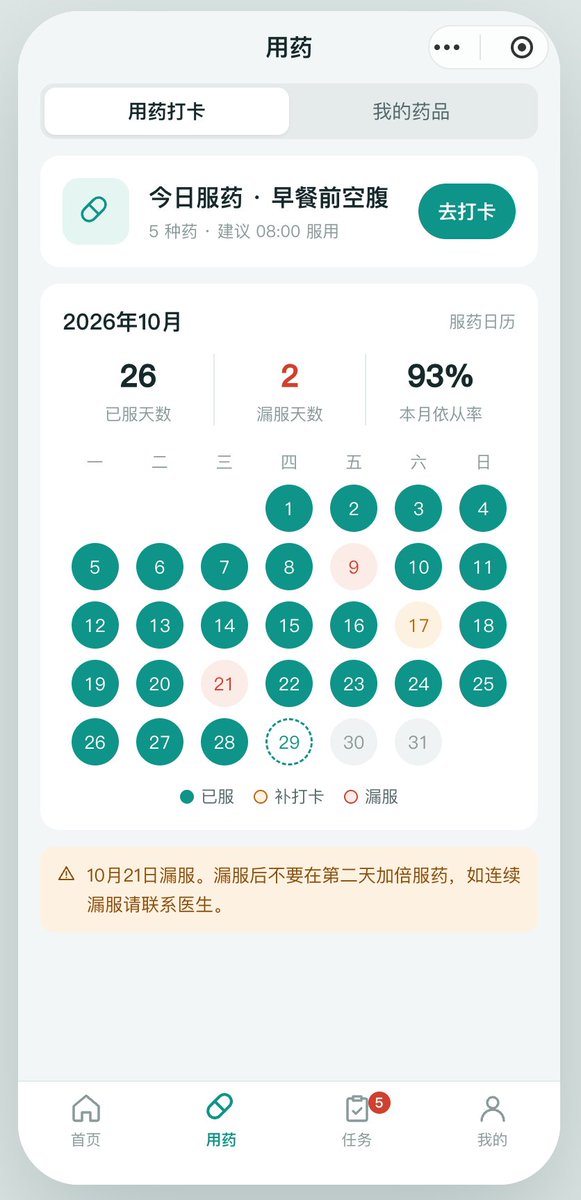 用药
用药打卡
我的药品
今日服药 · 早餐前空腹
5 种药 · 建议 08:00 服用
去打卡
2026年10月
服药日历
26
2
93%
已服天数
漏服天数
本月依从率
一 二 三 四 五 六 日
1 2 3 4
5 6 7 8 9 10 11
12 13 14 15 16 17 18
19 20 21 22 23 24 25
26 27 28 29 30 31
已服 补打卡 漏服
10月21日漏服。漏服后不要在第二天加倍服药，如连续
漏服请联系医生。
5
首页 用药 任务 我的